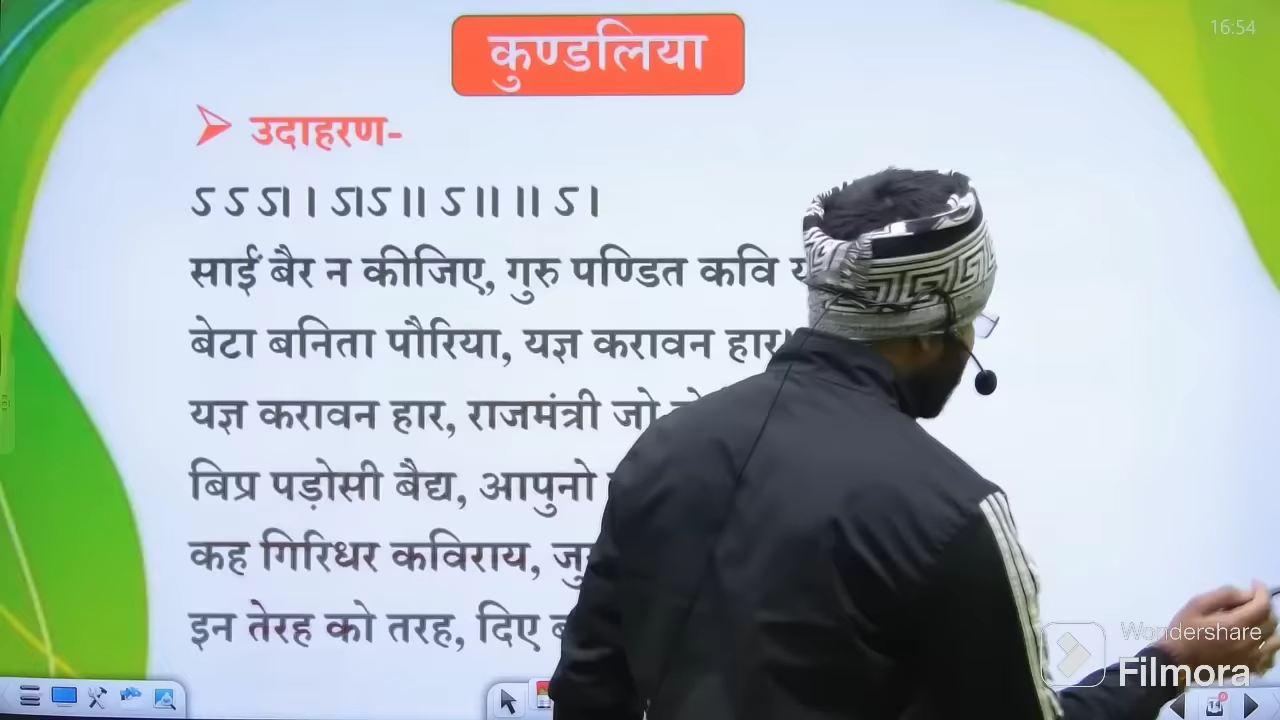 कुण्डलिया
16:54
उदाहरण-
ऽ ऽ ऽ। । ऽ।ऽ ।। ऽ ।। ।। ऽ ।
साईं बैर न कीजिए, गुरु पण्डित कवि
बेटा बनिता पौरिया, यज्ञ करावन हार।
यज्ञ करावन हार, राजमंत्री जो
बिप्र पड़ोसी बैद्य, आपुनो
कह गिरिधर कविराय,
इन तेरह को तरह, दिए
Wondershare
Filmora